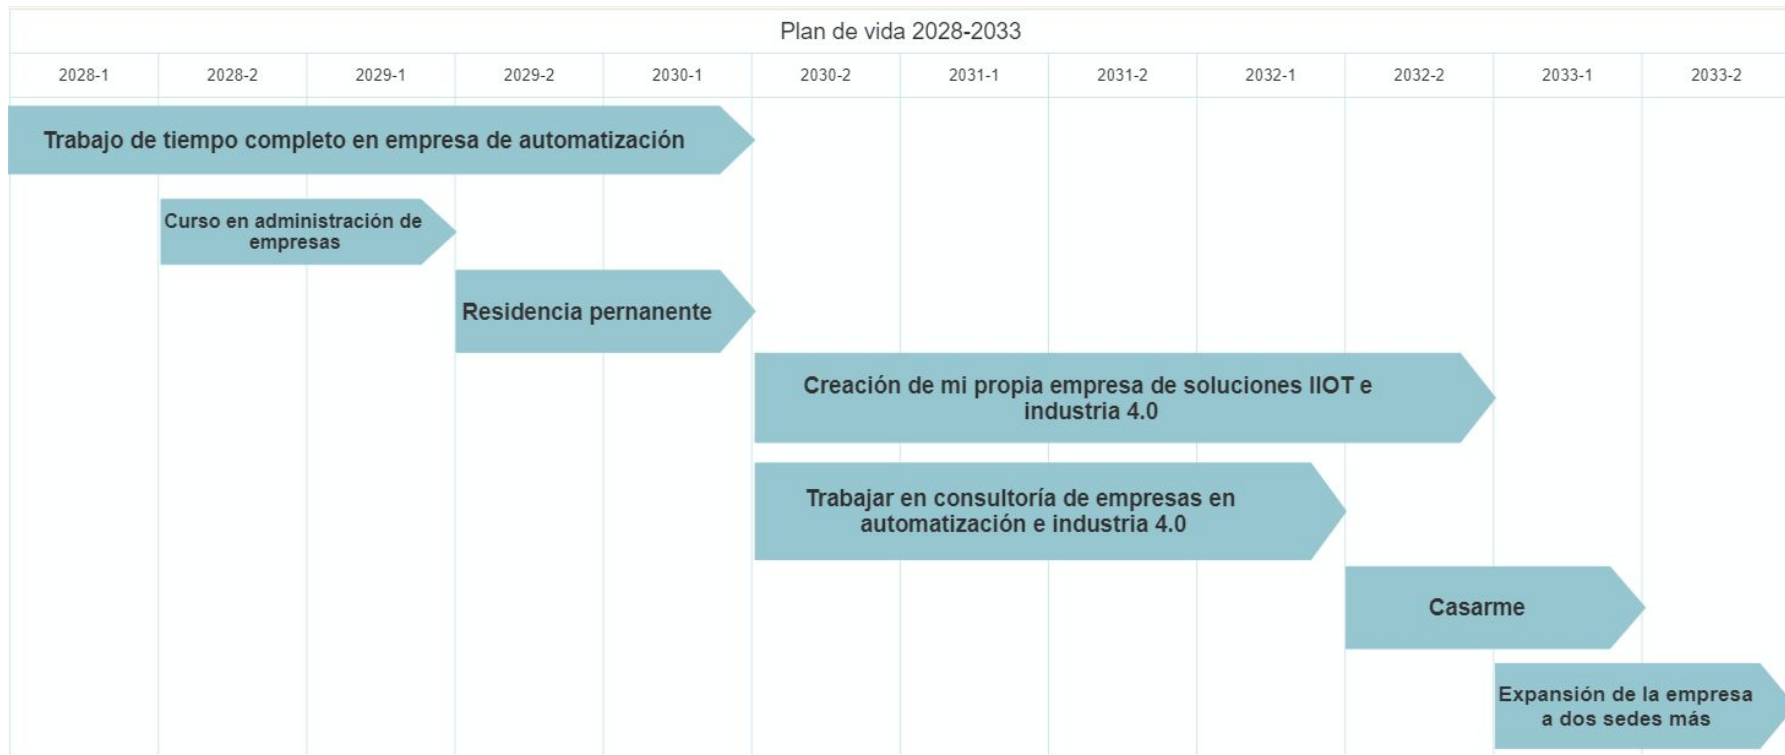 Plan de vida 2028-2033
2028-1 2028-2 2029-1 2029-2 2030-1 2030-2 2031-1 2031-2 2032-1 2032-2 2033-1 2033-2
Trabajo de tiempo completo en empresa de automatización
Curso en administración de
empresas
Residencia pernanente
Creación de mi propia empresa de soluciones IIOT e
industria 4.0
Trabajar en consultoría de empresas en
automatización e industria 4.0
Casarme
Expansión de la empresa
a dos sedes más